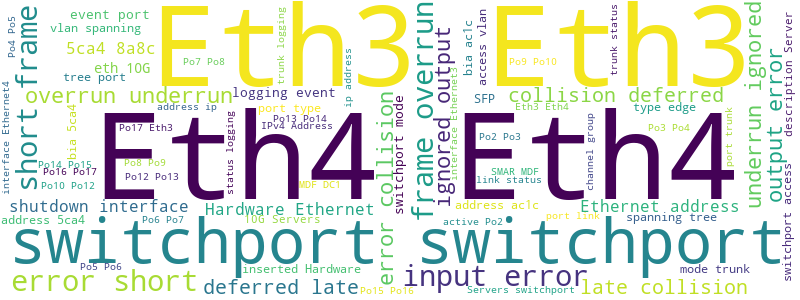 event port
vlan spanning
Eth3
5ca4 8a8c
eth 10G
Po7 Po8
trunk logging
tree port
Po4 Po5
short frame
overrun underrun
logging event
ip address
interface Ethernet4
address ip
port type
Po13 Po14
IPv4 Address
Po17 Eth3
Eth4
bia 5ca4
status logging
Po14 Po15
Po16 Po17
Po10 Po12
Po8 Po9
Po12 Po13
MDF DC1
error collision
switchport mode
shutdown interface
Hardware Ethernet
address 5ca4
Po6 Po7
10G Servers
switchport
Po5 Po6
inserted Hardware
error short
deferred late
Po15 Po16
frame overrun
ignored output
bia ac1c
access vlan
Eth3
Po9 Po10
trunk status
description Server
interface Ethernet3
SFP
collision deferred
underrun ignored
output error
Eth3 Eth4
type edge
Po2 Po3
Po3 Po4
Eth4
channel group
port trunk
SMAR MDF
link status
address ac1c
Ethernet address
active Po2
port link
spanning tree
switchport access
switchport
mode trunk
input error
Servers switchport
late collision